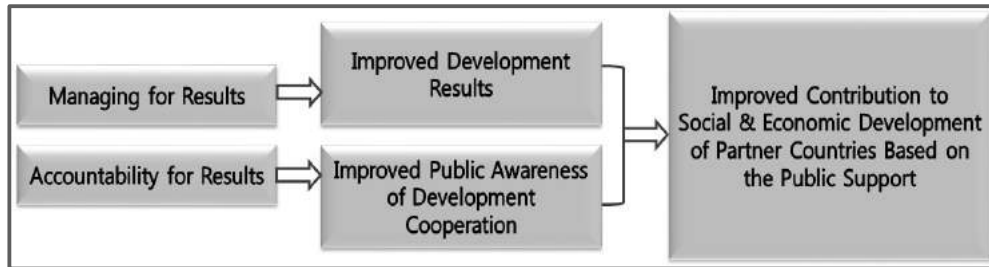 Managing for Results
Improved Development
Results
Accountability for Results
Improved Public Awareness
of Development
Cooperation
Improved Contribution to
Social & Economic Development
of Partner Countries Based on
the Public Support